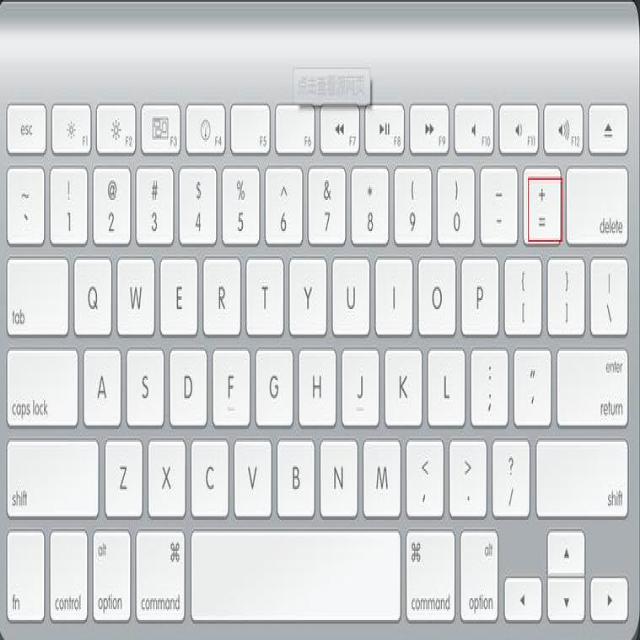 点击查看源网页
esc F1 F2 F3 F4 F5 F6 F7 F8 F9 F10 F11 F12
~ ! @ # $ % ^ & * ( ) – +
` 1 2 3 4 5 6 7 8 9 0 - = delete
{ } |
tab Q W E R T Y U I O P [ ] \
: " enter
caps lock A S D F G H J K L ; ' return
< > ?
shift Z X C V B N M , . / shift
alt ⌘ ⌘ alt
fn control option command command option